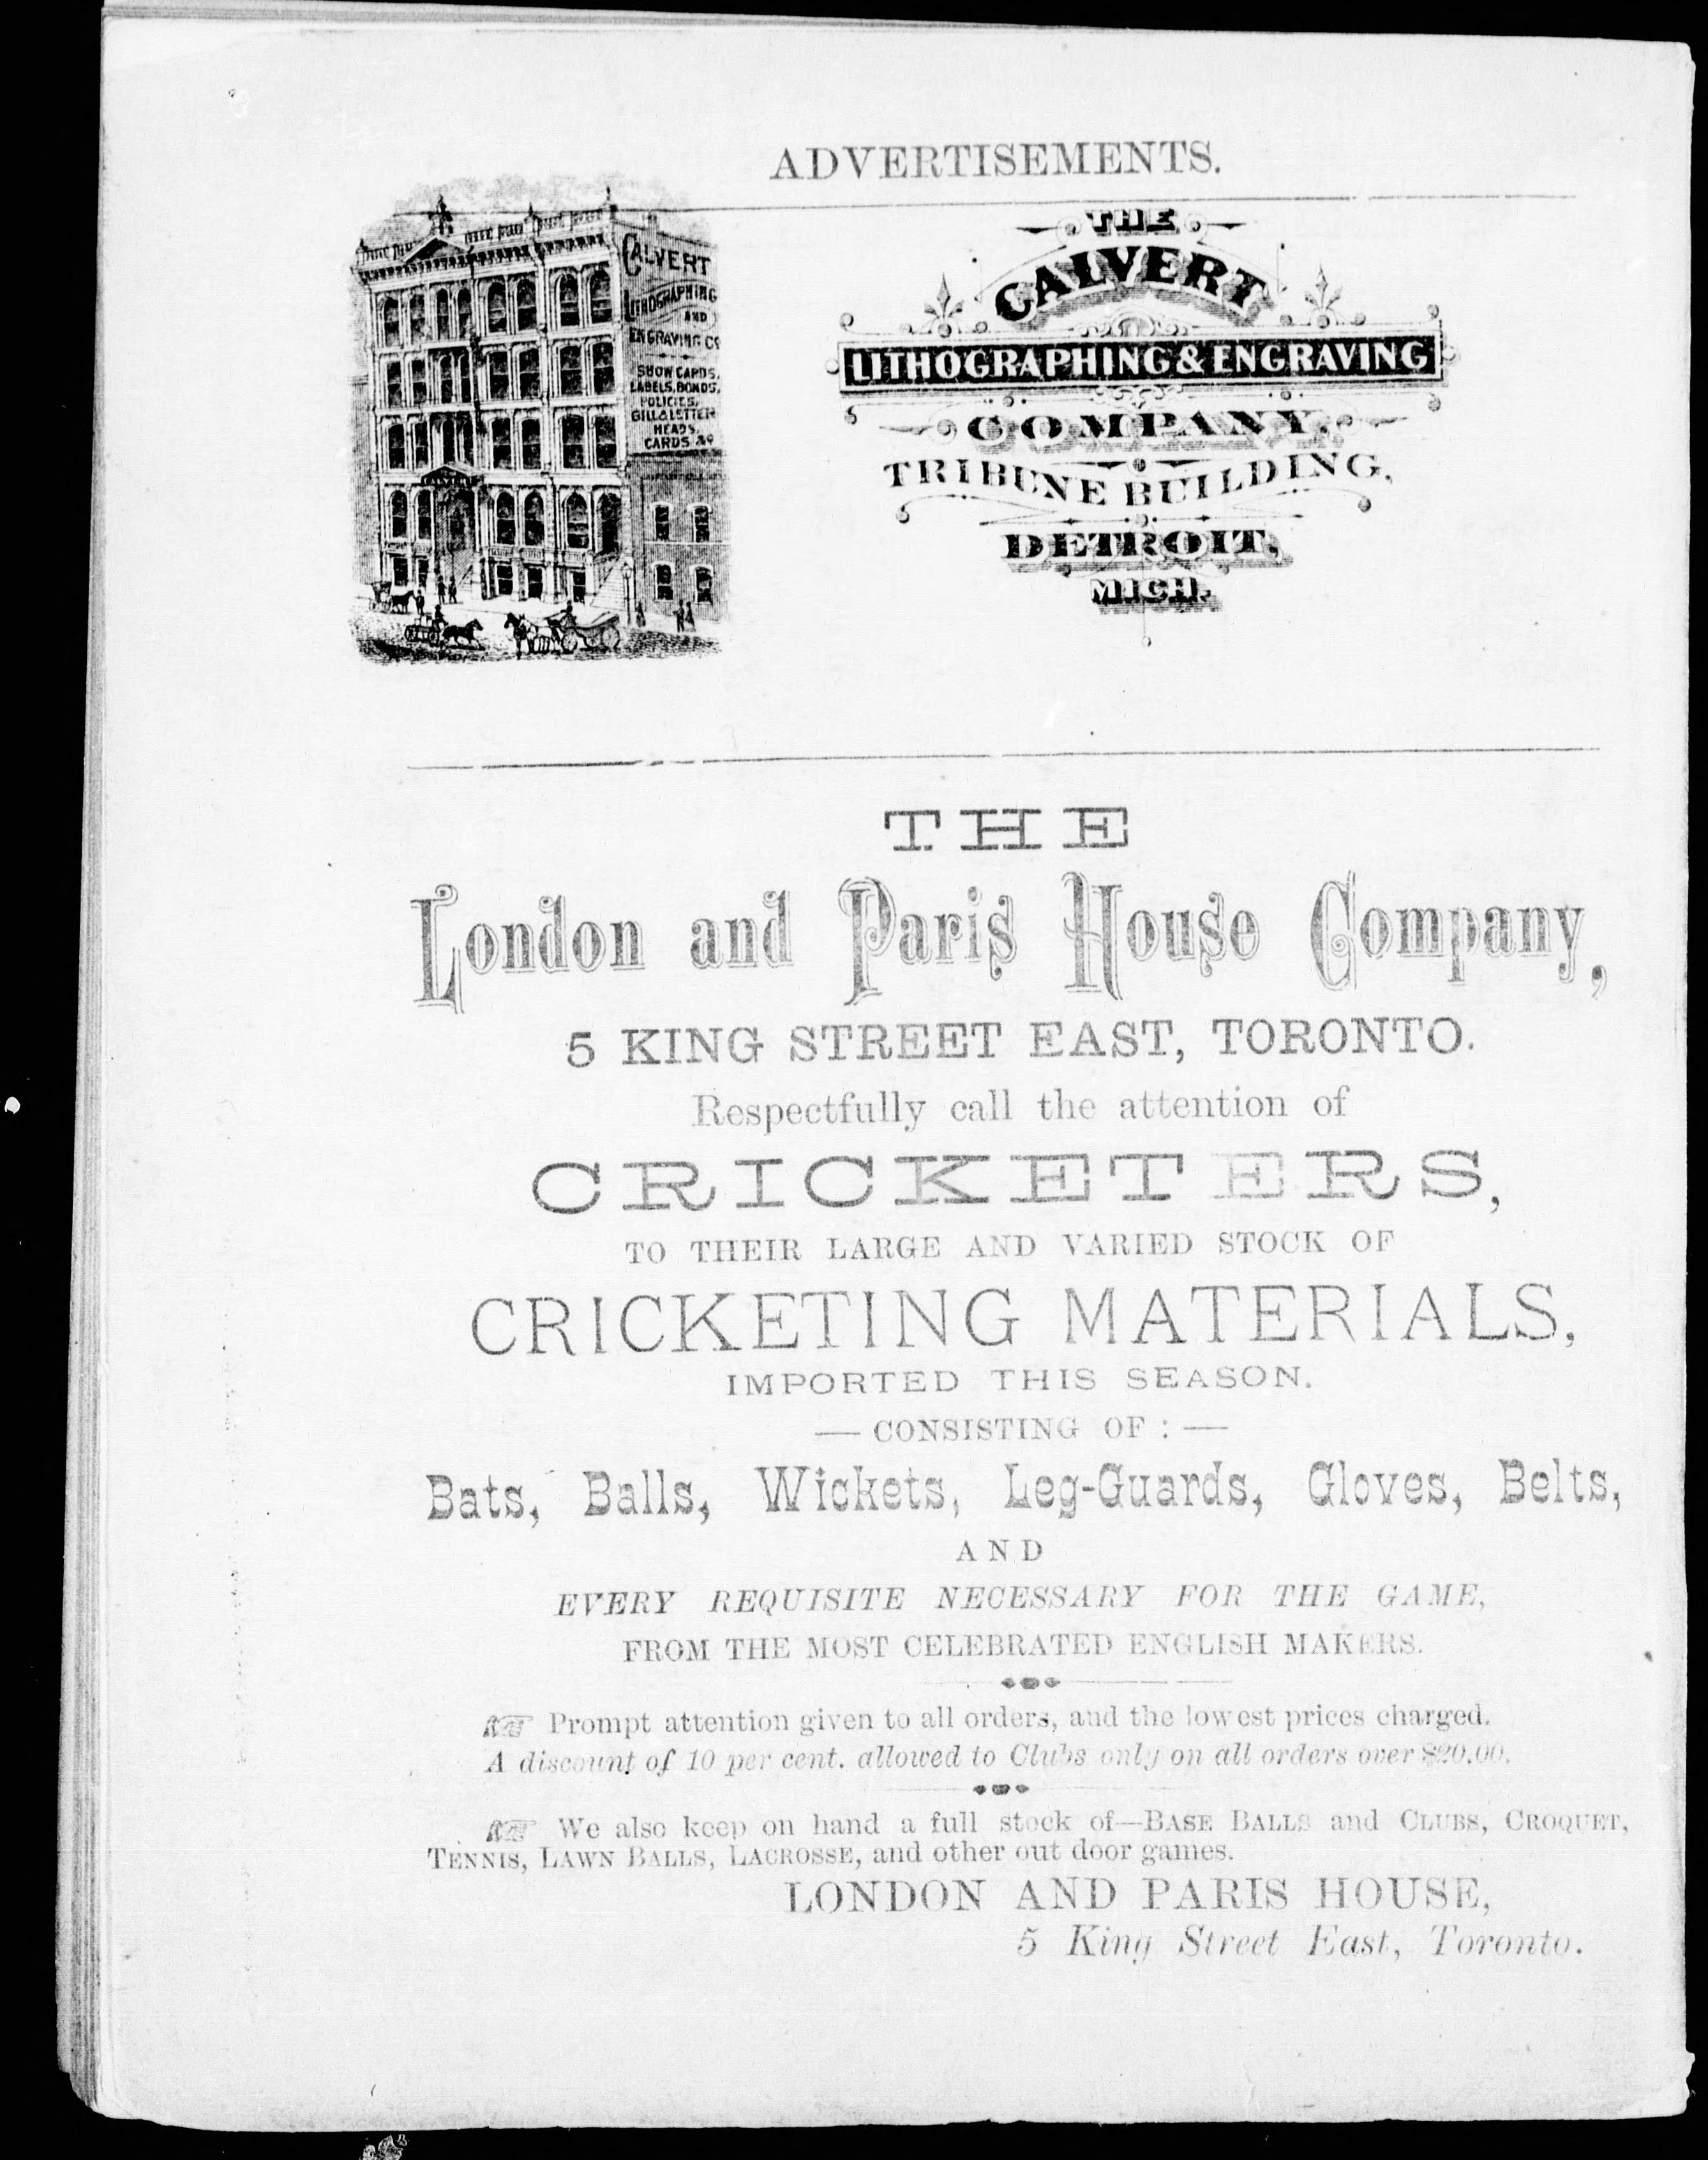 ADVERTISEMENTS.
CALVERT
LITHOGRAPHING
AND
ENGRAVING Co
SHOW CARDS,
LABELS, BONDS,
POLICIES,
BILL & LETTER
HEADS,
CARDS &c
THE
CALVERT
LITHOGRAPHING & ENGRAVING
COMPANY,
TRIBUNE BUILDING,
DETROIT,
MICH.
THE
London and Paris House Company,
5 KING STREET EAST, TORONTO.
Respectfully call the attention of
CRICKETERS,
TO THEIR LARGE AND VARIED STOCK OF
CRICKETING MATERIALS,
IMPORTED THIS SEASON.
— CONSISTING OF : —
Bats, Balls, Wickets, Leg-Guards, Gloves, Belts,
AND
EVERY REQUISITE NECESSARY FOR THE GAME,
FROM THE MOST CELEBRATED ENGLISH MAKERS.
☞ Prompt attention given to all orders, and the lowest prices charged.
A discount of 10 per cent. allowed to Clubs only on all orders over $20.00.
☞ We also keep on hand a full stock of—BASE BALLS and CLUBS, CROQUET,
TENNIS, LAWN BALLS, LACROSSE, and other out door games.
LONDON AND PARIS HOUSE,
5 King Street East, Toronto.